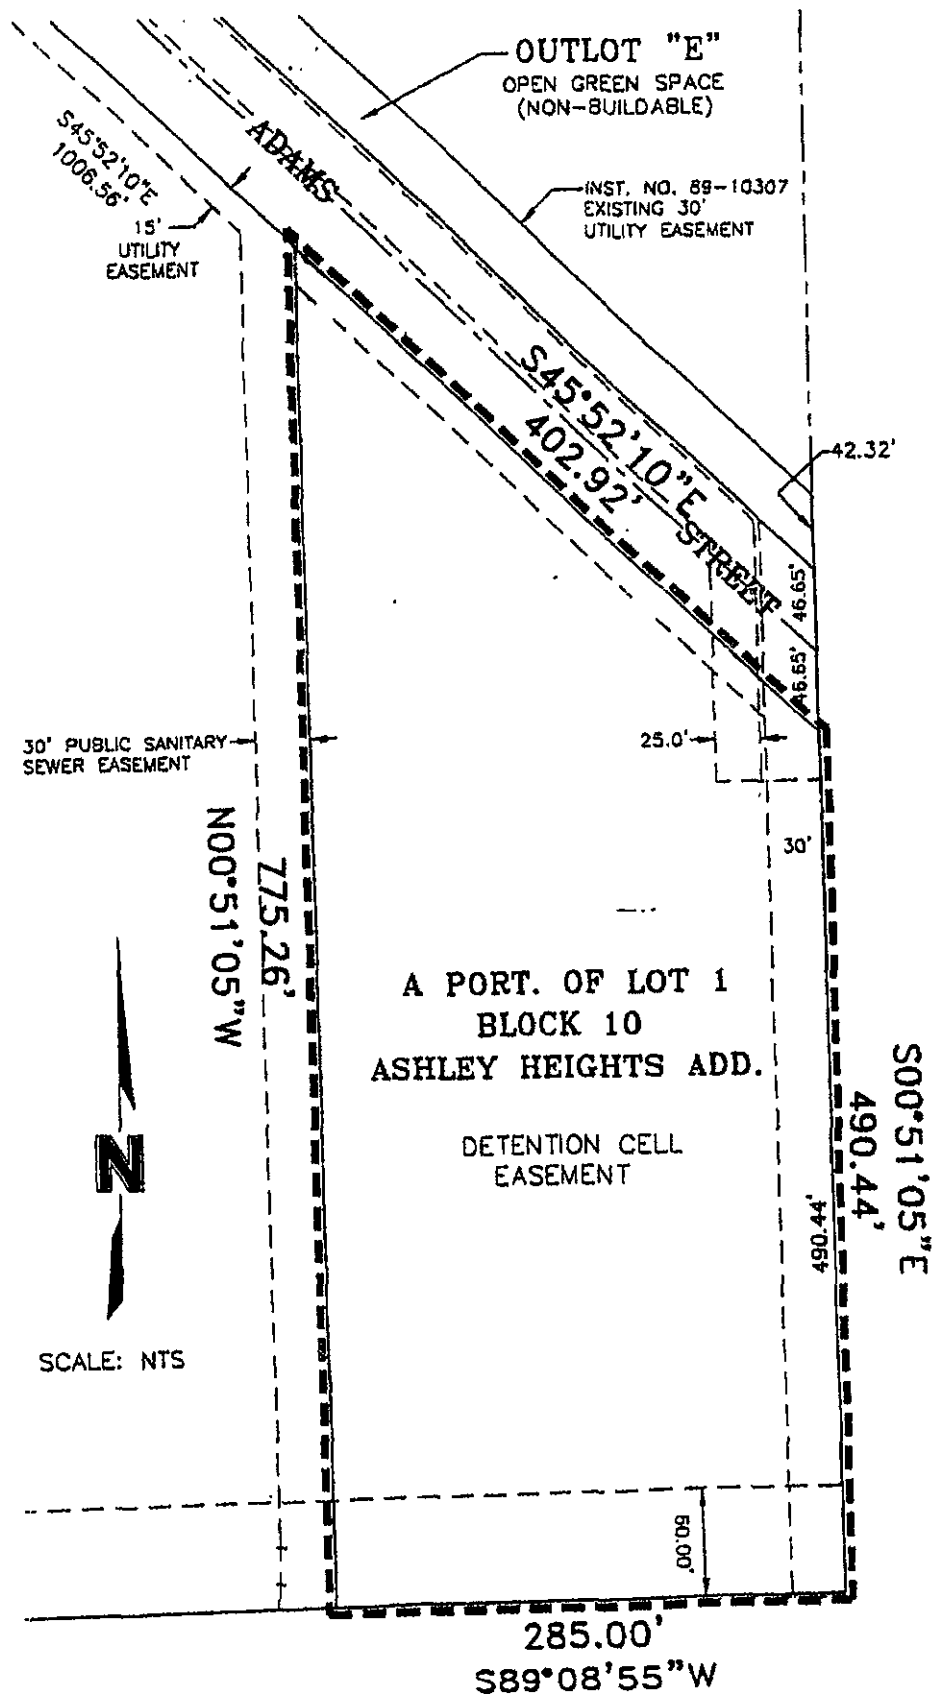 OUTLOT "E"
OPEN GREEN SPACE
(NON-BUILDABLE)
S45°52'10"E
1006.56'
ADAMS
15'
UTILITY
EASEMENT
INST. NO. 89-10307
EXISTING 30'
UTILITY EASEMENT
S45°52'10"E
402.92'
42.32'
STREET
46.65'
46.65'
30' PUBLIC SANITARY
SEWER EASEMENT
25.0'
30'
N00°51'05"W
775.26'
A PORT. OF LOT 1
BLOCK 10
ASHLEY HEIGHTS ADD.
DETENTION CELL
EASEMENT
S00°51'05"E
490.44'
490.44'
N
SCALE: NTS
50.00'
285.00'
S89°08'55"W